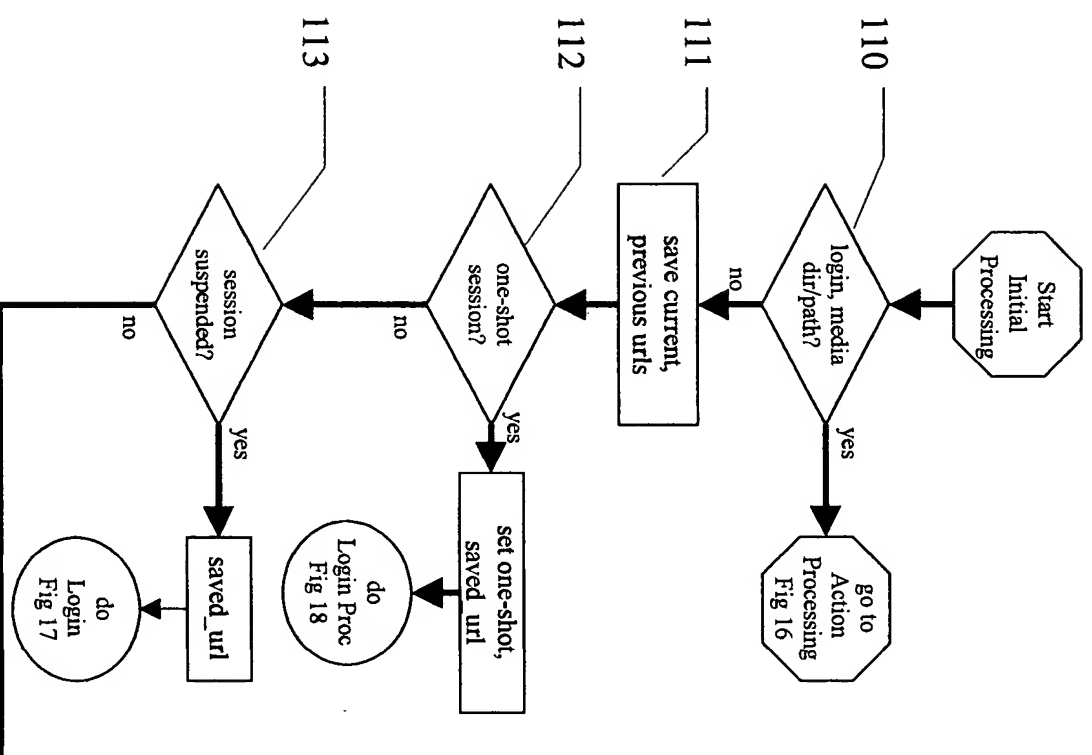 Start
Initial
Processing
110
login, media
dir/path?
yes
go to
Action
Processing
Fig 16
no
111
save current,
previous urls
112
one-shot
session?
yes
set one-shot,
saved_url
do
Login Proc
Fig 18
no
113
session
suspended?
yes
saved_url
do
Login
Fig 17
no